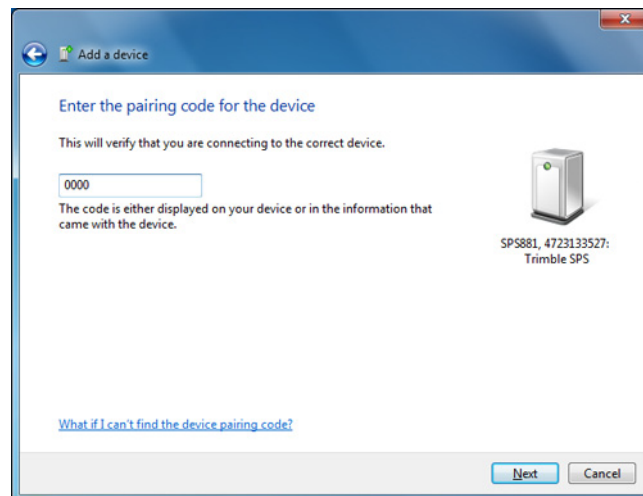 Add a device
Enter the pairing code for the device
This will verify that you are connecting to the correct device.
0000
The code is either displayed on your device or in the information that
came with the device.
SPS881, 4723133527:
Trimble SPS
What if I can't find the device pairing code?
Next
Cancel